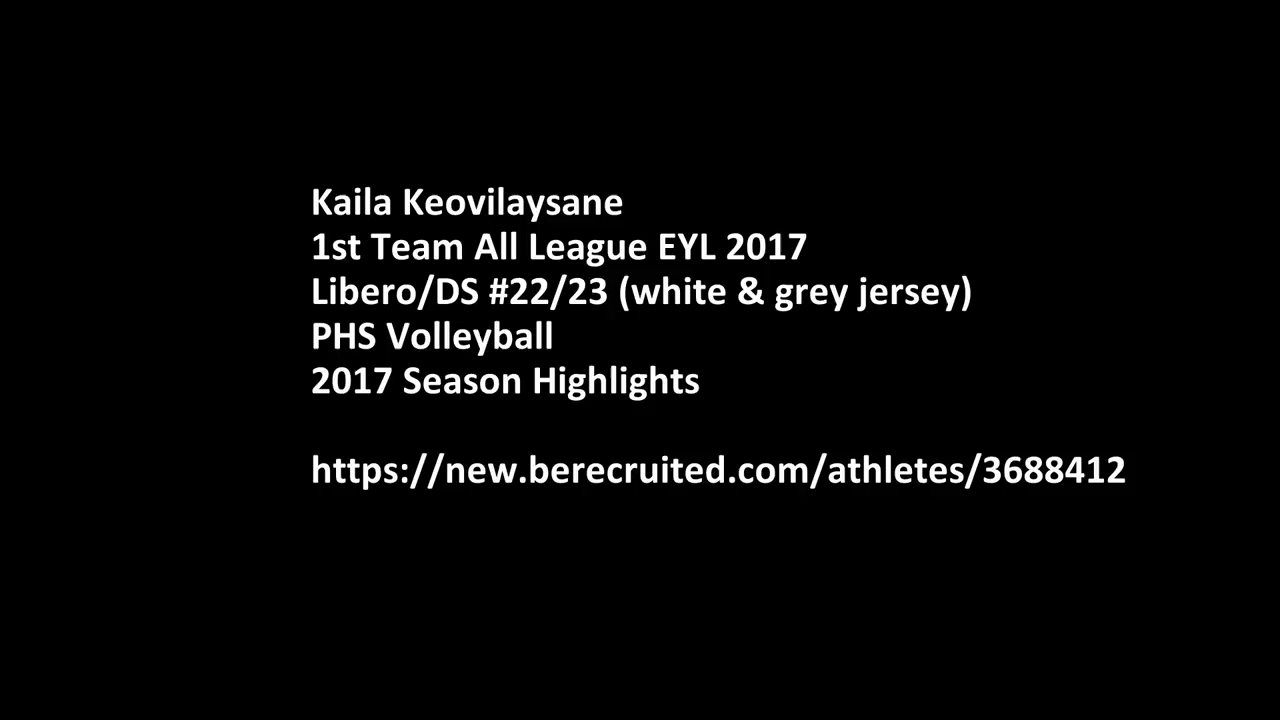 Kaila Keovilaysane
1st Team All League EYL 2017
Libero/DS #22/23 (white & grey jersey)
PHS Volleyball
2017 Season Highlights
https://new.berecruited.com/athletes/3688412